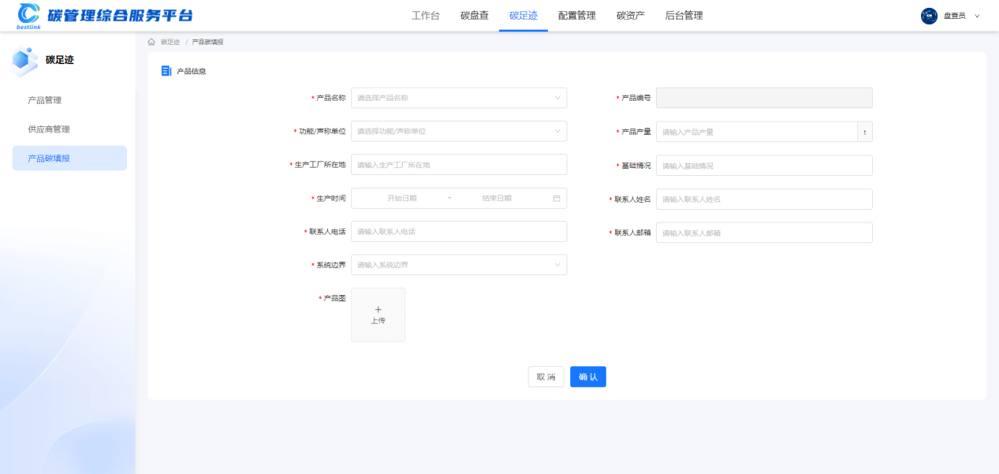 bestlink
碳管理综合服务平台
工作台 碳盘查 碳足迹 配置管理 碳资产 后台管理
盘查员
碳足迹
产品管理
供应商管理
产品碳填报
碳足迹 / 产品碳填报
产品信息
* 产品名称 请选择产品名称
* 产品编号
* 功能/声称单位 请选择功能/声称单位
* 产品产量 请输入产品产量 t
* 生产工厂所在地 请输入生产工厂所在地
* 基础情况 请输入基础情况
* 生产时间 开始日期 ~ 结束日期
* 联系人姓名 请输入联系人姓名
* 联系人电话 请输入联系人电话
* 联系人邮箱 请输入联系人邮箱
* 系统边界 请输入系统边界
* 产品图
+
上传
取 消 确 认